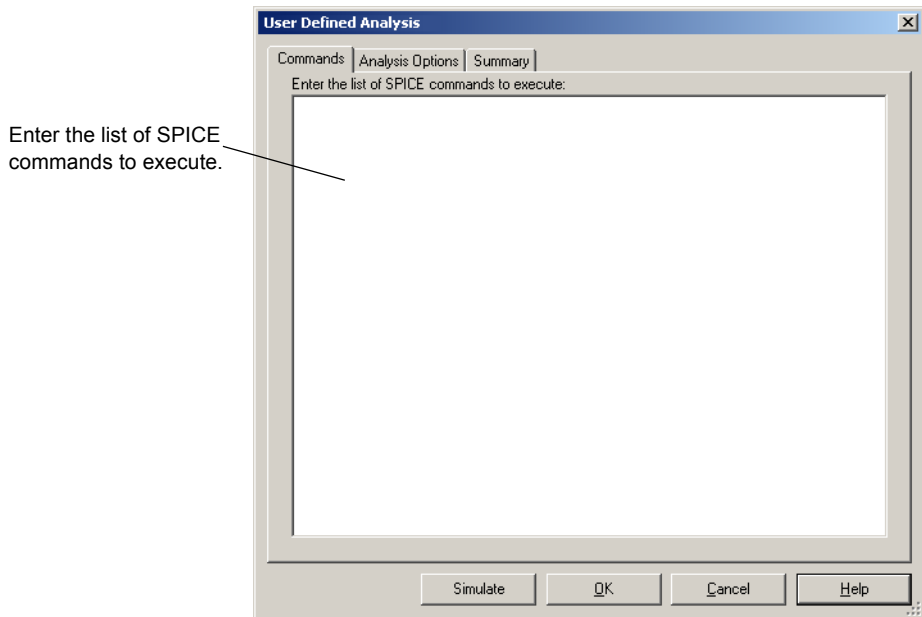 User Defined Analysis
Commands Analysis Options Summary
Enter the list of SPICE commands to execute:
Enter the list of SPICE
commands to execute.
Simulate OK Cancel Help